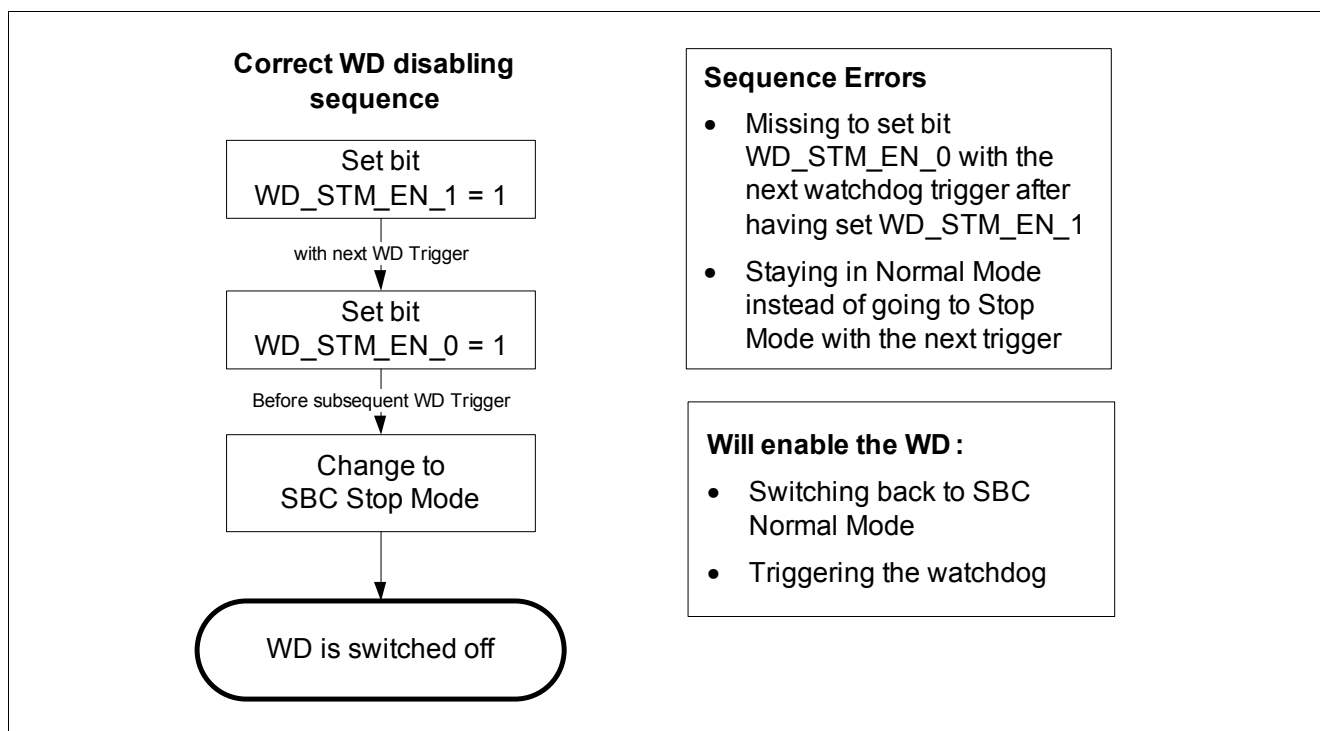 Correct WD disabling
sequence
Set bit
WD_STM_EN_1 = 1
with next WD Trigger
Set bit
WD_STM_EN_0 = 1
Before subsequent WD Trigger
Change to
SBC Stop Mode
WD is switched off
Sequence Errors
• Missing to set bit
WD_STM_EN_0 with the
next watchdog trigger after
having set WD_STM_EN_1
• Staying in Normal Mode
instead of going to Stop
Mode with the next trigger
Will enable the WD :
• Switching back to SBC
Normal Mode
• Triggering the watchdog